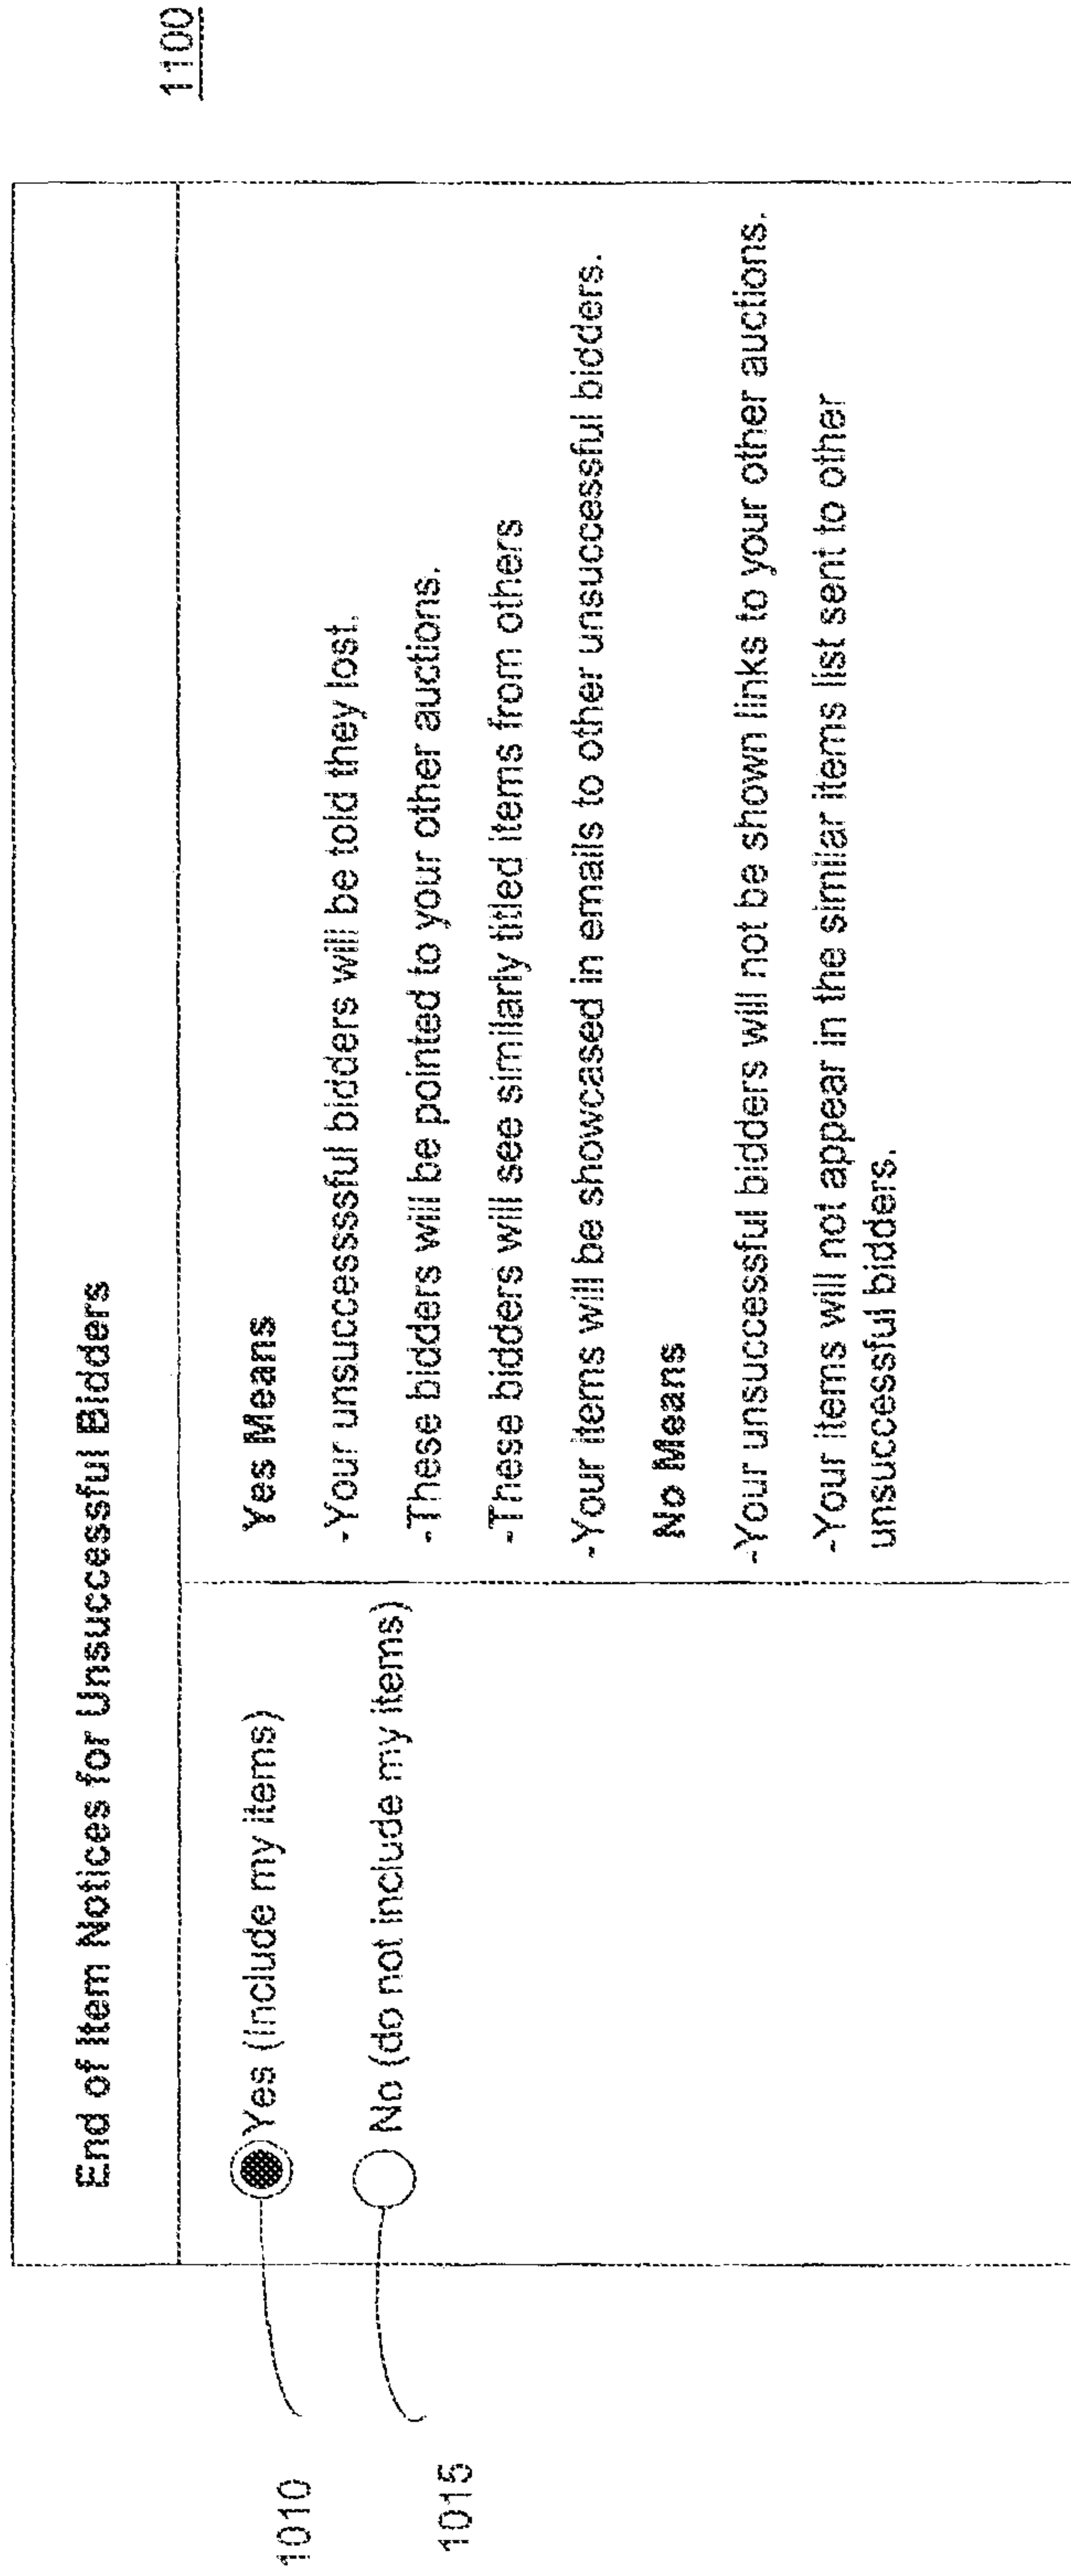 1100
End of Item Notices for Unsuccessful Bidders
1010
Yes (include my items)
1015
No (do not include my items)
Yes Means
-Your unsuccesssful bidders will be told they lost.
-These bidders will be pointed to your other auctions.
-These bidders will see similarly titled items from others
-Your items will be showcased in emails to other unsuccessful bidders.
No Means
-Your unsuccessful bidders will not be shown links to your other auctions.
-Your items will not appear in the similar items list sent to other
unsuccessful bidders.